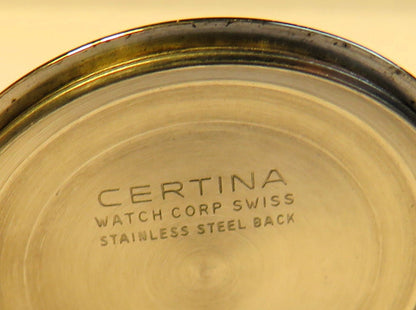 CERTINA
WATCH CORP SWISS
STAINLESS STEEL BACK